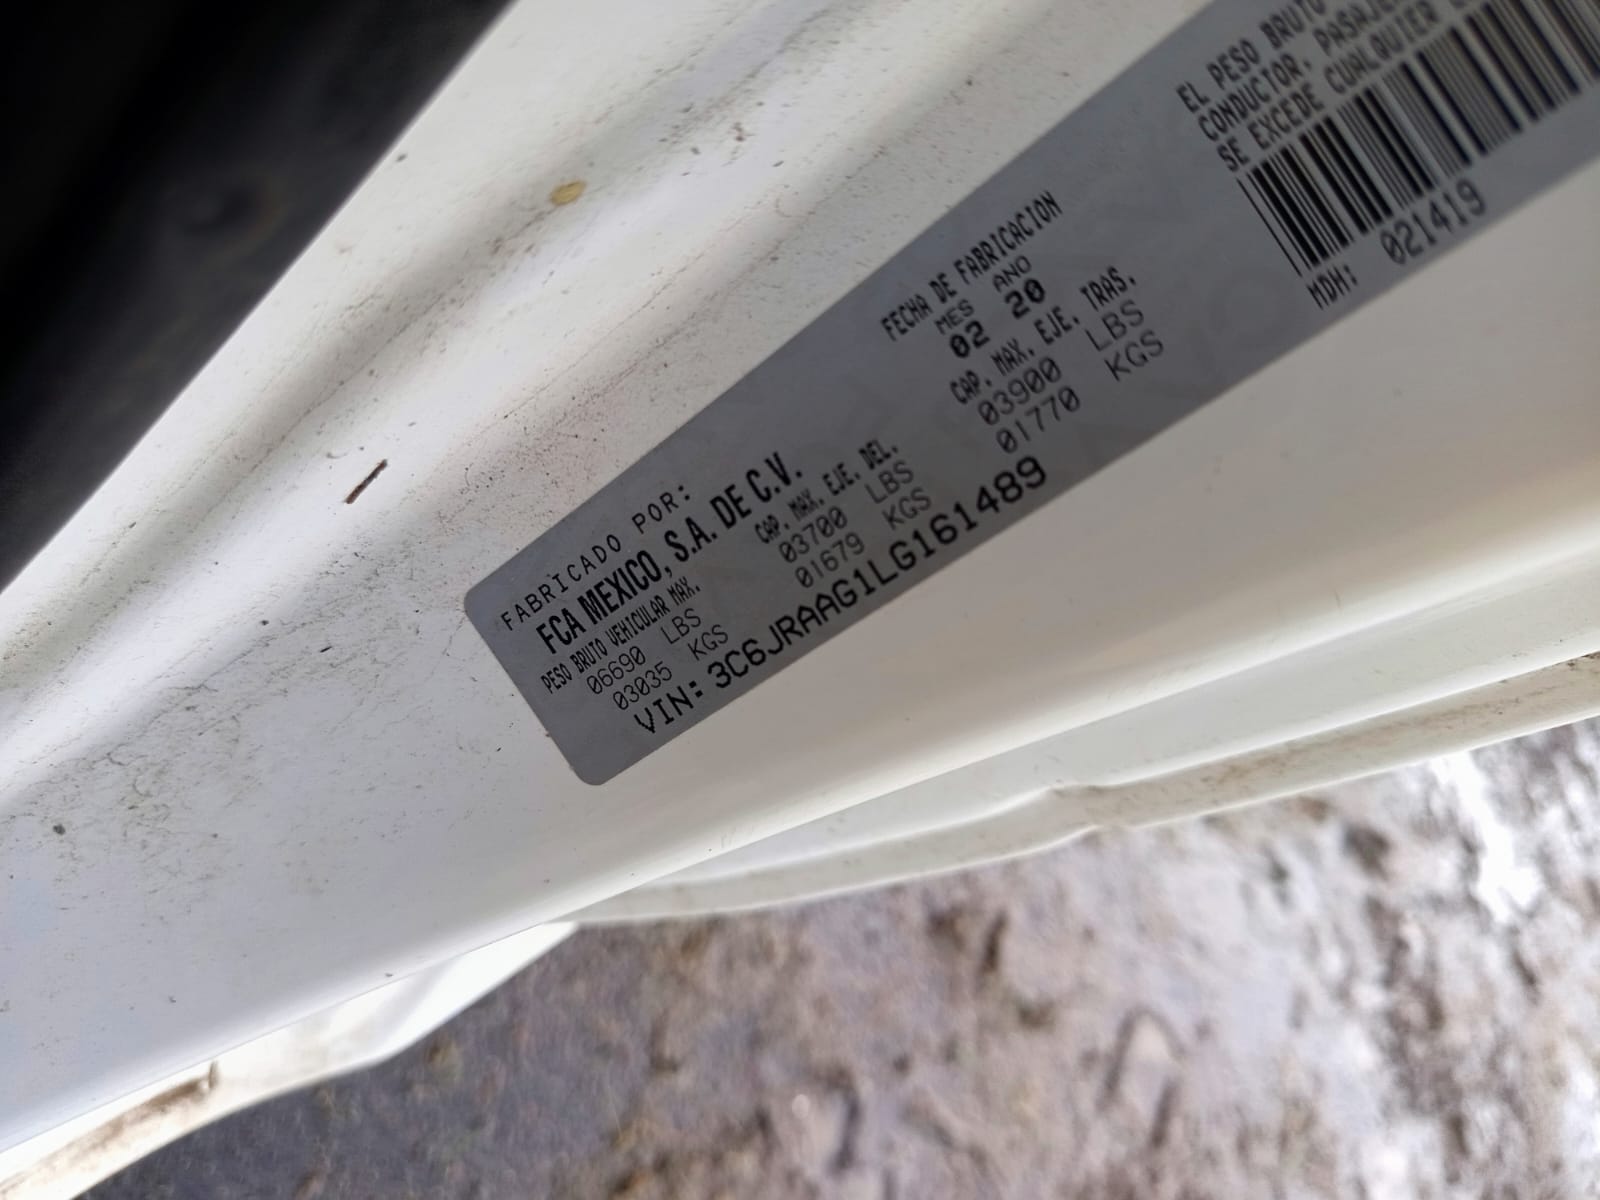 FABRICADO POR:
FCA MEXICO, S.A. DE C.V.
FECHA DE FABRICACION
MES ANO
02 20
PESO BRUTO VEHICULAR MAX.
06690 LBS
03035 KGS
CAP. MAX. EJE. DEL.
03700 LBS
01679 KGS
CAP. MAX. EJE. TRAS.
03900 LBS
01770 KGS
VIN: 3C6JRAAG1LG161489
EL PESO BRUTO
CONDUCTOR, 
SE EXCEDE CUALQUIER
MDH: 021419